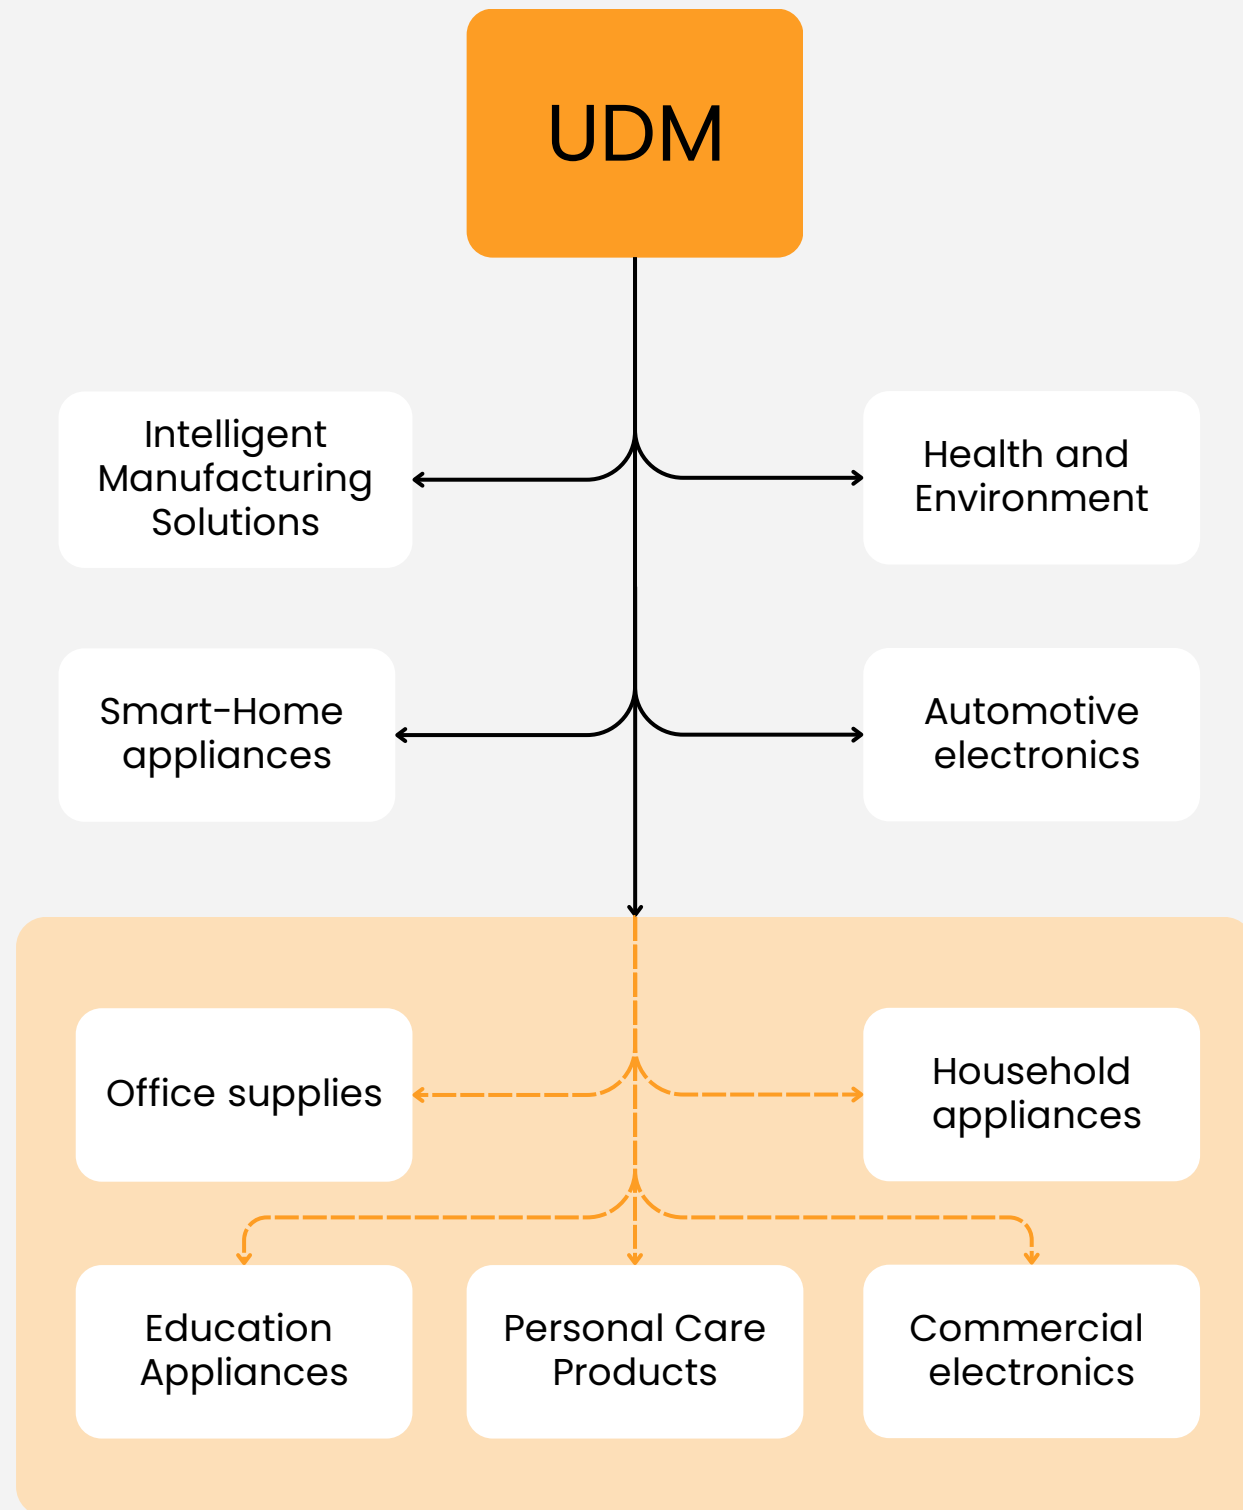 UDM
Intelligent
Manufacturing
Solutions
Health and
Environment
Smart-Home
appliances
Automotive
electronics
Office supplies
Household
appliances
Education
Appliances
Personal Care
Products
Commercial
electronics